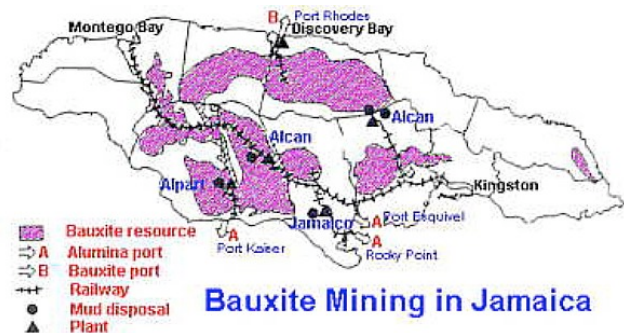 B Port Rhodes
Montego Bay
Discovery Bay
Alcan
Alcan
Alpart
Kingston
Jamalco
Port Esquivel
A
A
Port Kaiser
A
Rocky Point
Bauxite resource
A Alumina port
B Bauxite port
Railway
Mud disposal
Plant
Bauxite Mining in Jamaica